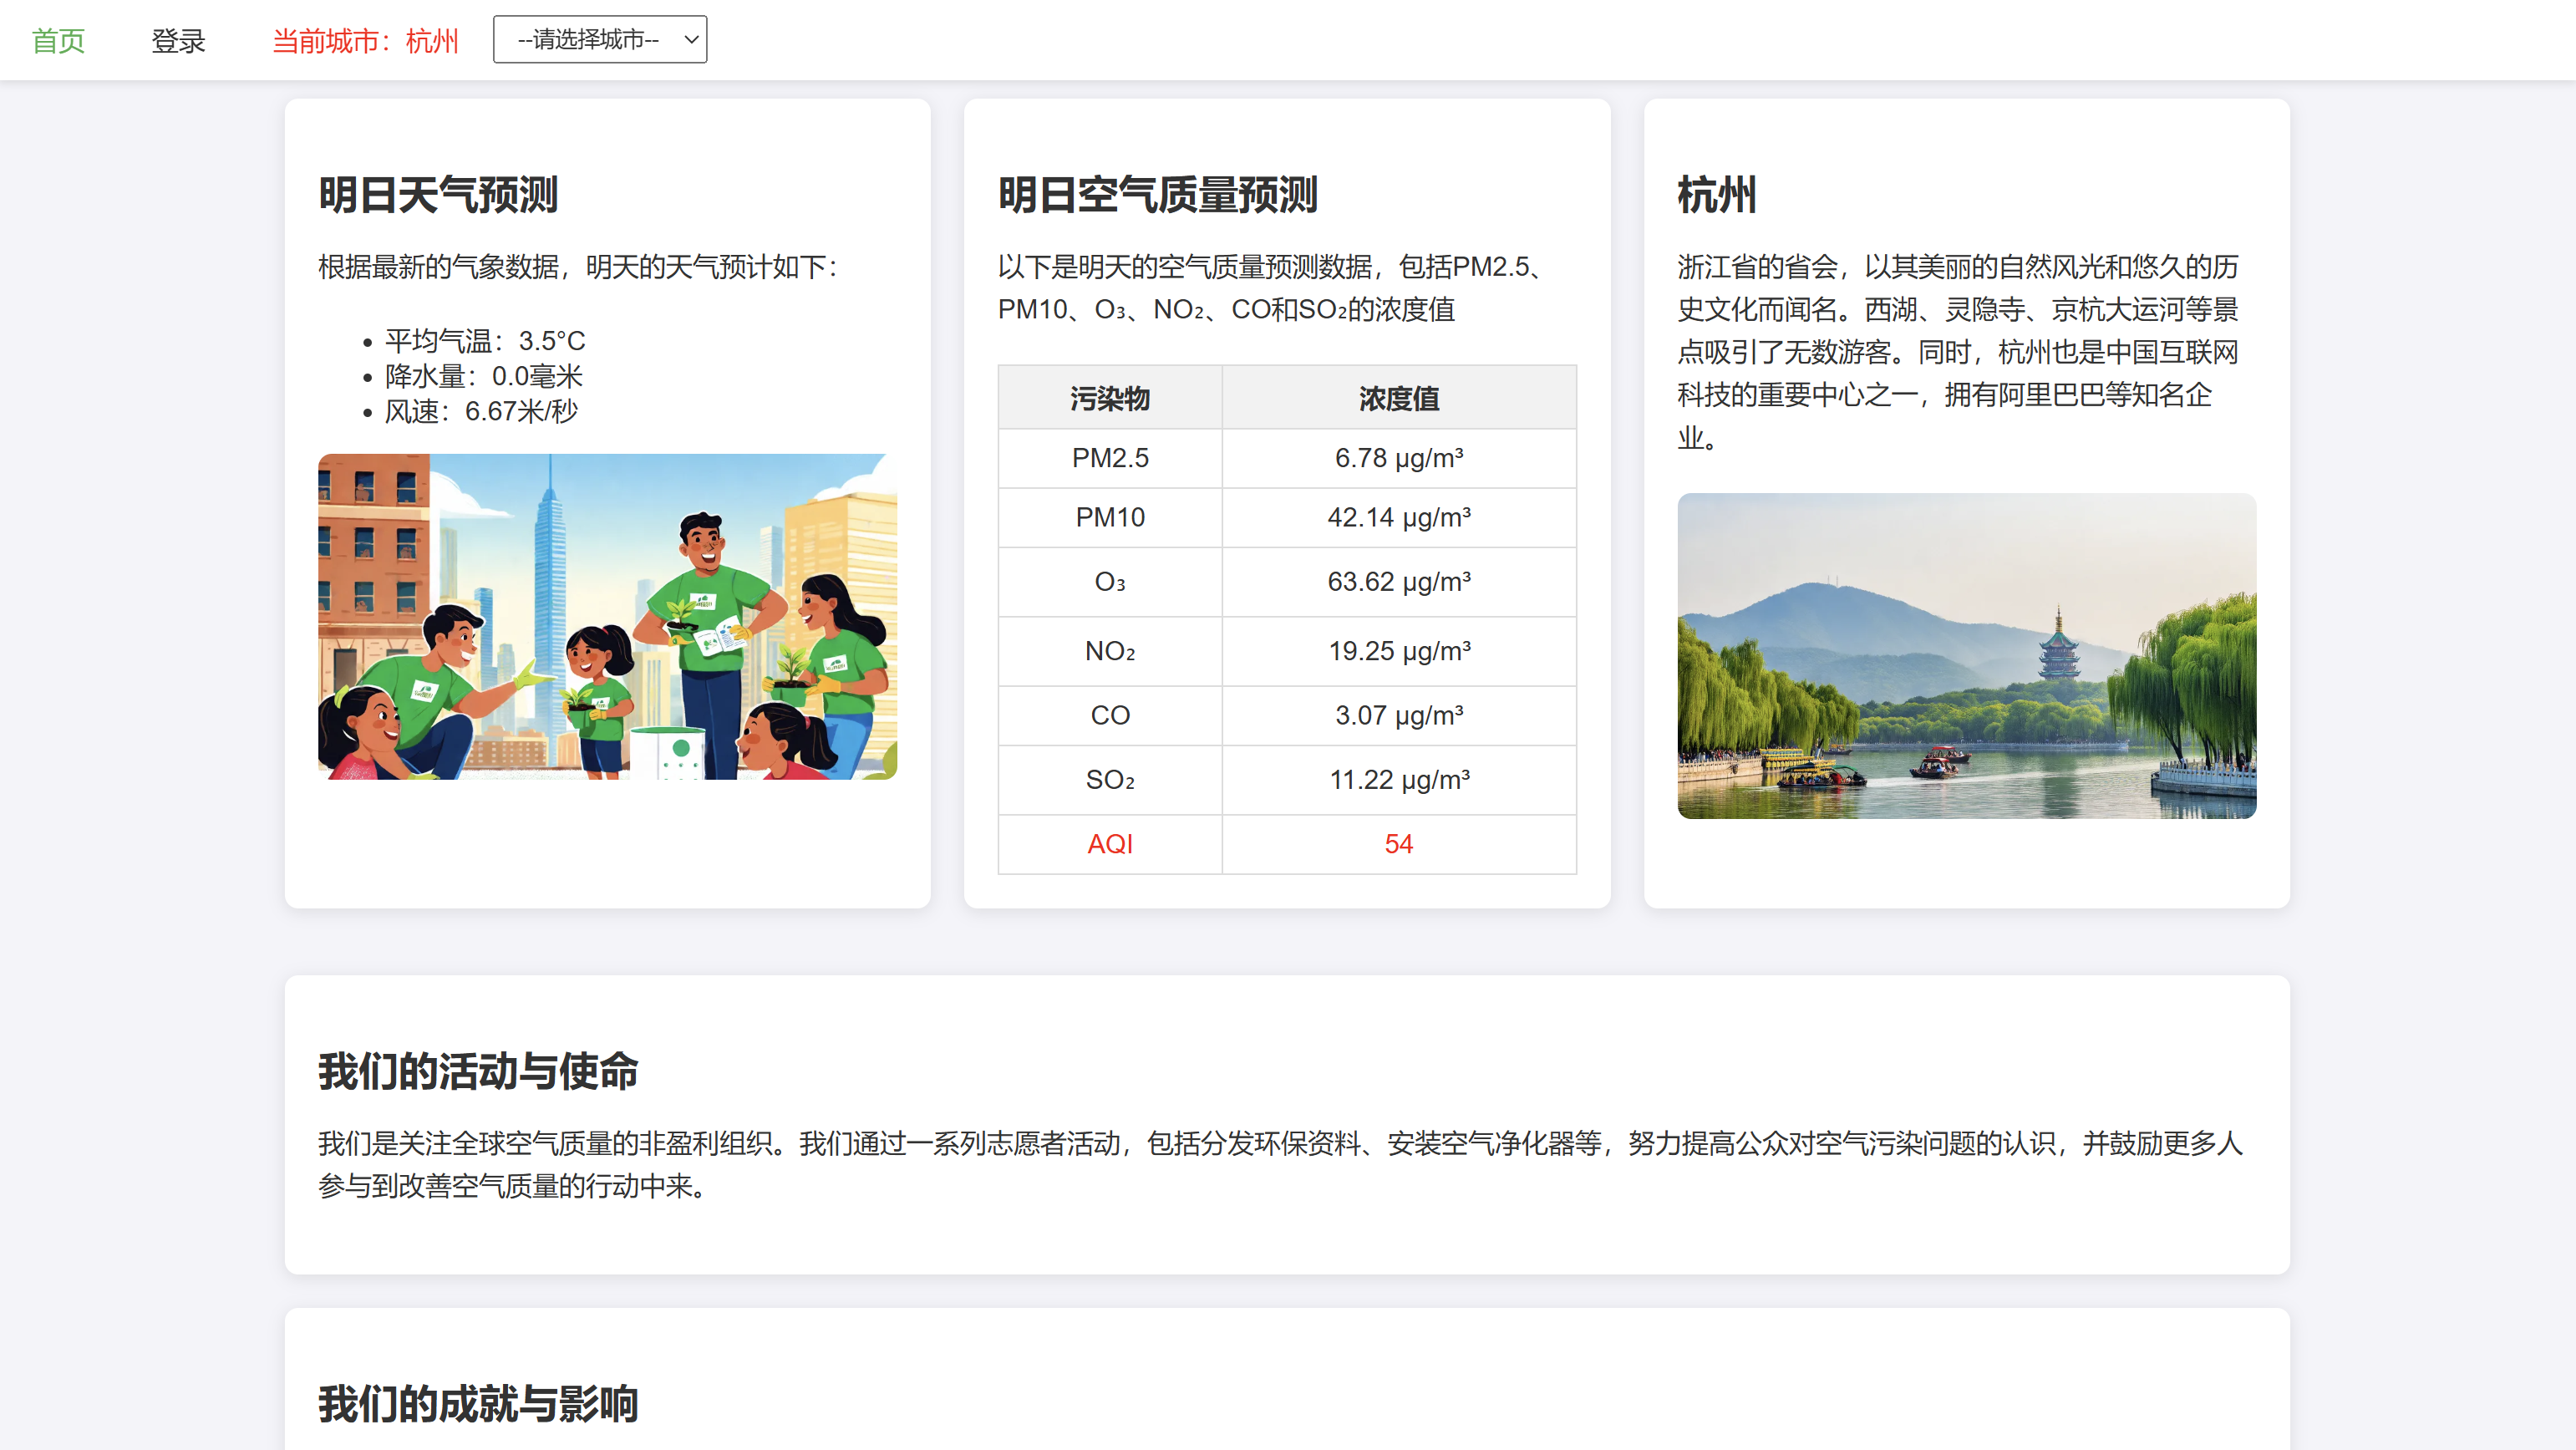 首页 登录 当前城市：杭州 --请选择城市--
明日天气预测
根据最新的气象数据，明天的天气预计如下：
• 平均气温：3.5°C
• 降水量：0.0毫米
• 风速：6.67米/秒
明日空气质量预测
以下是明天的空气质量预测数据，包括PM2.5、
PM10、O₃、NO₂、CO和SO₂的浓度值
污染物 浓度值
PM2.5 6.78 μg/m³
PM10 42.14 μg/m³
O₃ 63.62 μg/m³
NO₂ 19.25 μg/m³
CO 3.07 μg/m³
SO₂ 11.22 μg/m³
AQI 54
杭州
浙江省的省会，以其美丽的自然风光和悠久的历
史文化而闻名。西湖、灵隐寺、京杭大运河等景
点吸引了无数游客。同时，杭州也是中国互联网
科技的重要中心之一，拥有阿里巴巴等知名企
业。
我们的活动与使命
我们是关注全球空气质量的非盈利组织。我们通过一系列志愿者活动，包括分发环保资料、安装空气净化器等，努力提高公众对空气污染问题的认识，并鼓励更多人
参与到改善空气质量的行动中来。
我们的成就与影响